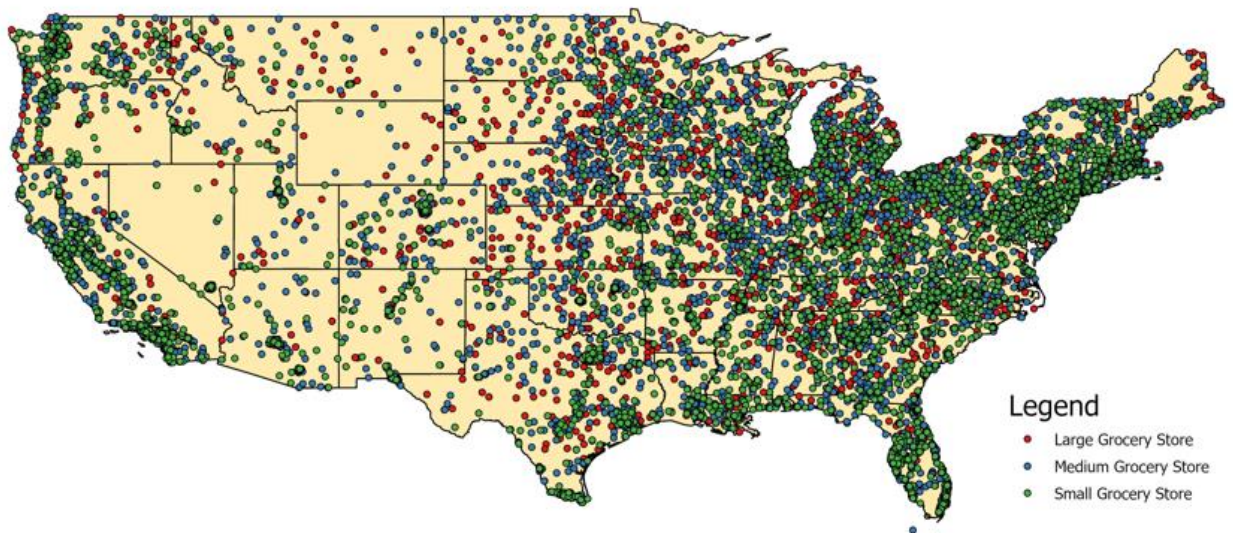 Legend
Large Grocery Store
Medium Grocery Store
Small Grocery Store